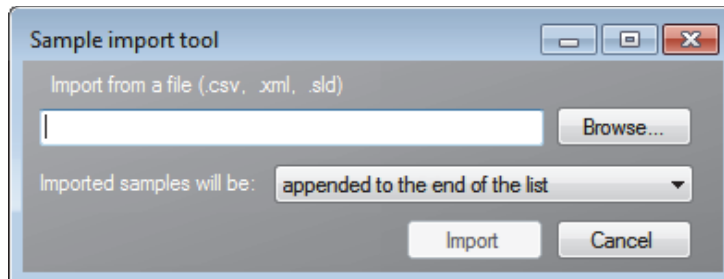 Sample import tool
Import from a file (.csv, .xml, .sld)
Browse...
Imported samples will be: appended to the end of the list
Import Cancel